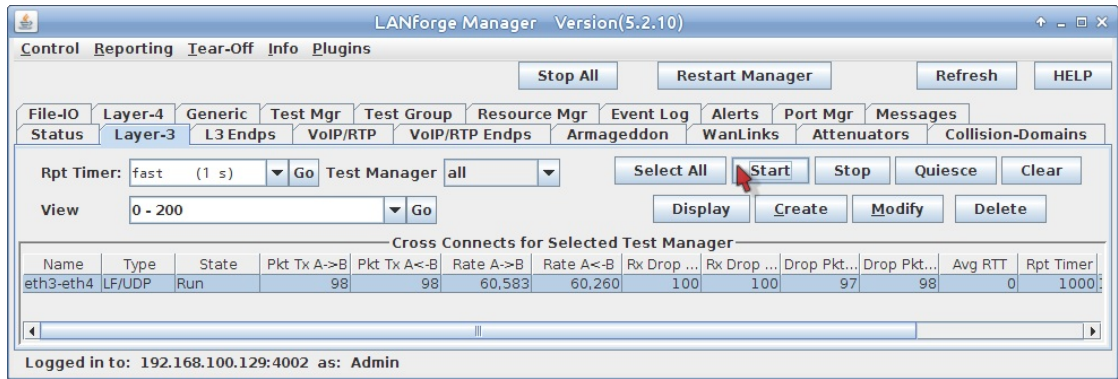 LANforge Manager Version(5.2.10)
Control Reporting Tear-Off Info Plugins
Stop All Restart Manager Refresh HELP
File-IO Layer-4 Generic Test Mgr Test Group Resource Mgr Event Log Alerts Port Mgr Messages
Status Layer-3 L3 Endps VoIP/RTP VoIP/RTP Endps Armageddon WanLinks Attenuators Collision-Domains
Rpt Timer: fast (1 s) Go Test Manager all Select All Start Stop Quiesce Clear
View 0 - 200 Go Display Create Modify Delete
Cross Connects for Selected Test Manager
Name Type State Pkt Tx A->B Pkt Tx A<-B Rate A->B Rate A<-B Rx Drop ... Rx Drop ... Drop Pkt... Drop Pkt... Avg RTT Rpt Timer
eth3-eth4 LF/UDP Run 98 98 60,583 60,260 100 100 97 98 0 1000
Logged in to: 192.168.100.129:4002 as: Admin